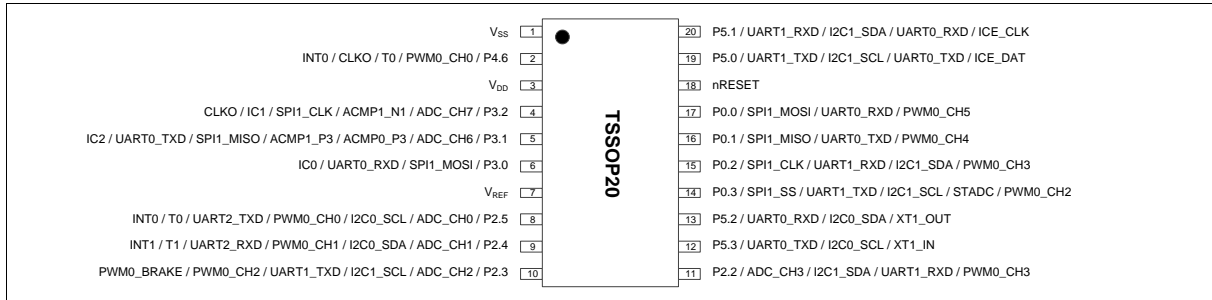 VSS 1
INT0 / CLKO / T0 / PWM0_CH0 / P4.6 2
VDD 3
CLKO / IC1 / SPI1_CLK / ACMP1_N1 / ADC_CH7 / P3.2 4
IC2 / UART0_TXD / SPI1_MISO / ACMP1_P3 / ACMP0_P3 / ADC_CH6 / P3.1 5
IC0 / UART0_RXD / SPI1_MOSI / P3.0 6
VREF 7
INT0 / T0 / UART2_TXD / PWM0_CH0 / I2C0_SCL / ADC_CH0 / P2.5 8
INT1 / T1 / UART2_RXD / PWM0_CH1 / I2C0_SDA / ADC_CH1 / P2.4 9
PWM0_BRAKE / PWM0_CH2 / UART1_TXD / I2C1_SCL / ADC_CH2 / P2.3 10
TSSOP20
20 P5.1 / UART1_RXD / I2C1_SDA / UART0_RXD / ICE_CLK
19 P5.0 / UART1_TXD / I2C1_SCL / UART0_TXD / ICE_DAT
18 nRESET
17 P0.0 / SPI1_MOSI / UART0_RXD / PWM0_CH5
16 P0.1 / SPI1_MISO / UART0_TXD / PWM0_CH4
15 P0.2 / SPI1_CLK / UART1_RXD / I2C1_SDA / PWM0_CH3
14 P0.3 / SPI1_SS / UART1_TXD / I2C1_SCL / STADC / PWM0_CH2
13 P5.2 / UART0_RXD / I2C0_SDA / XT1_OUT
12 P5.3 / UART0_TXD / I2C0_SCL / XT1_IN
11 P2.2 / ADC_CH3 / I2C1_SDA / UART1_RXD / PWM0_CH3